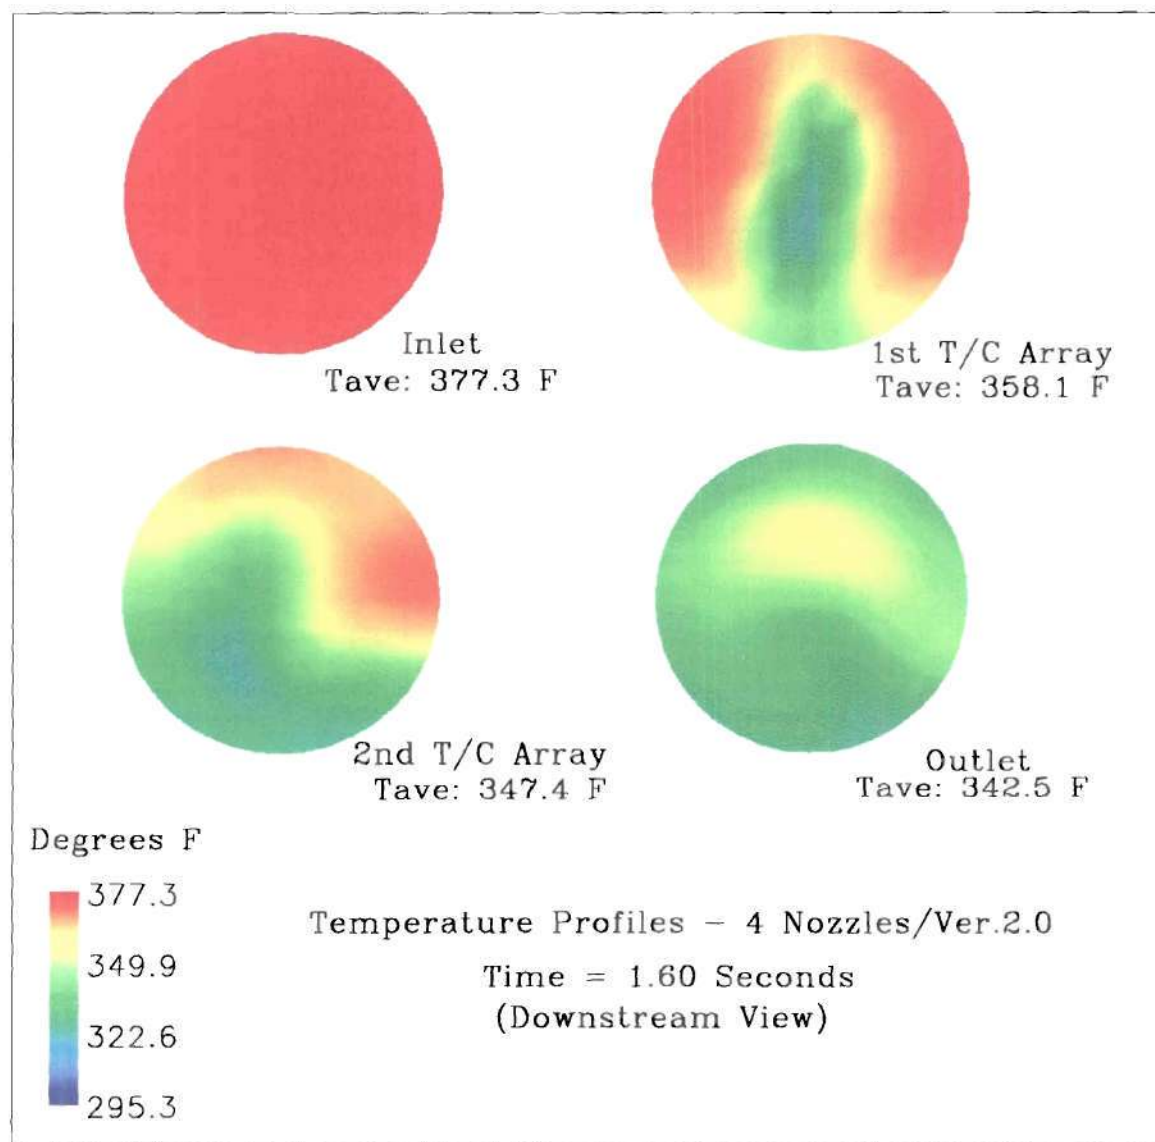 Inlet
Tave: 377.3 F
1st T/C Array
Tave: 358.1 F
2nd T/C Array
Tave: 347.4 F
Outlet
Tave: 342.5 F
Degrees F
377.3
349.9
322.6
295.3
Temperature Profiles – 4 Nozzles/Ver.2.0
Time = 1.60 Seconds
(Downstream View)